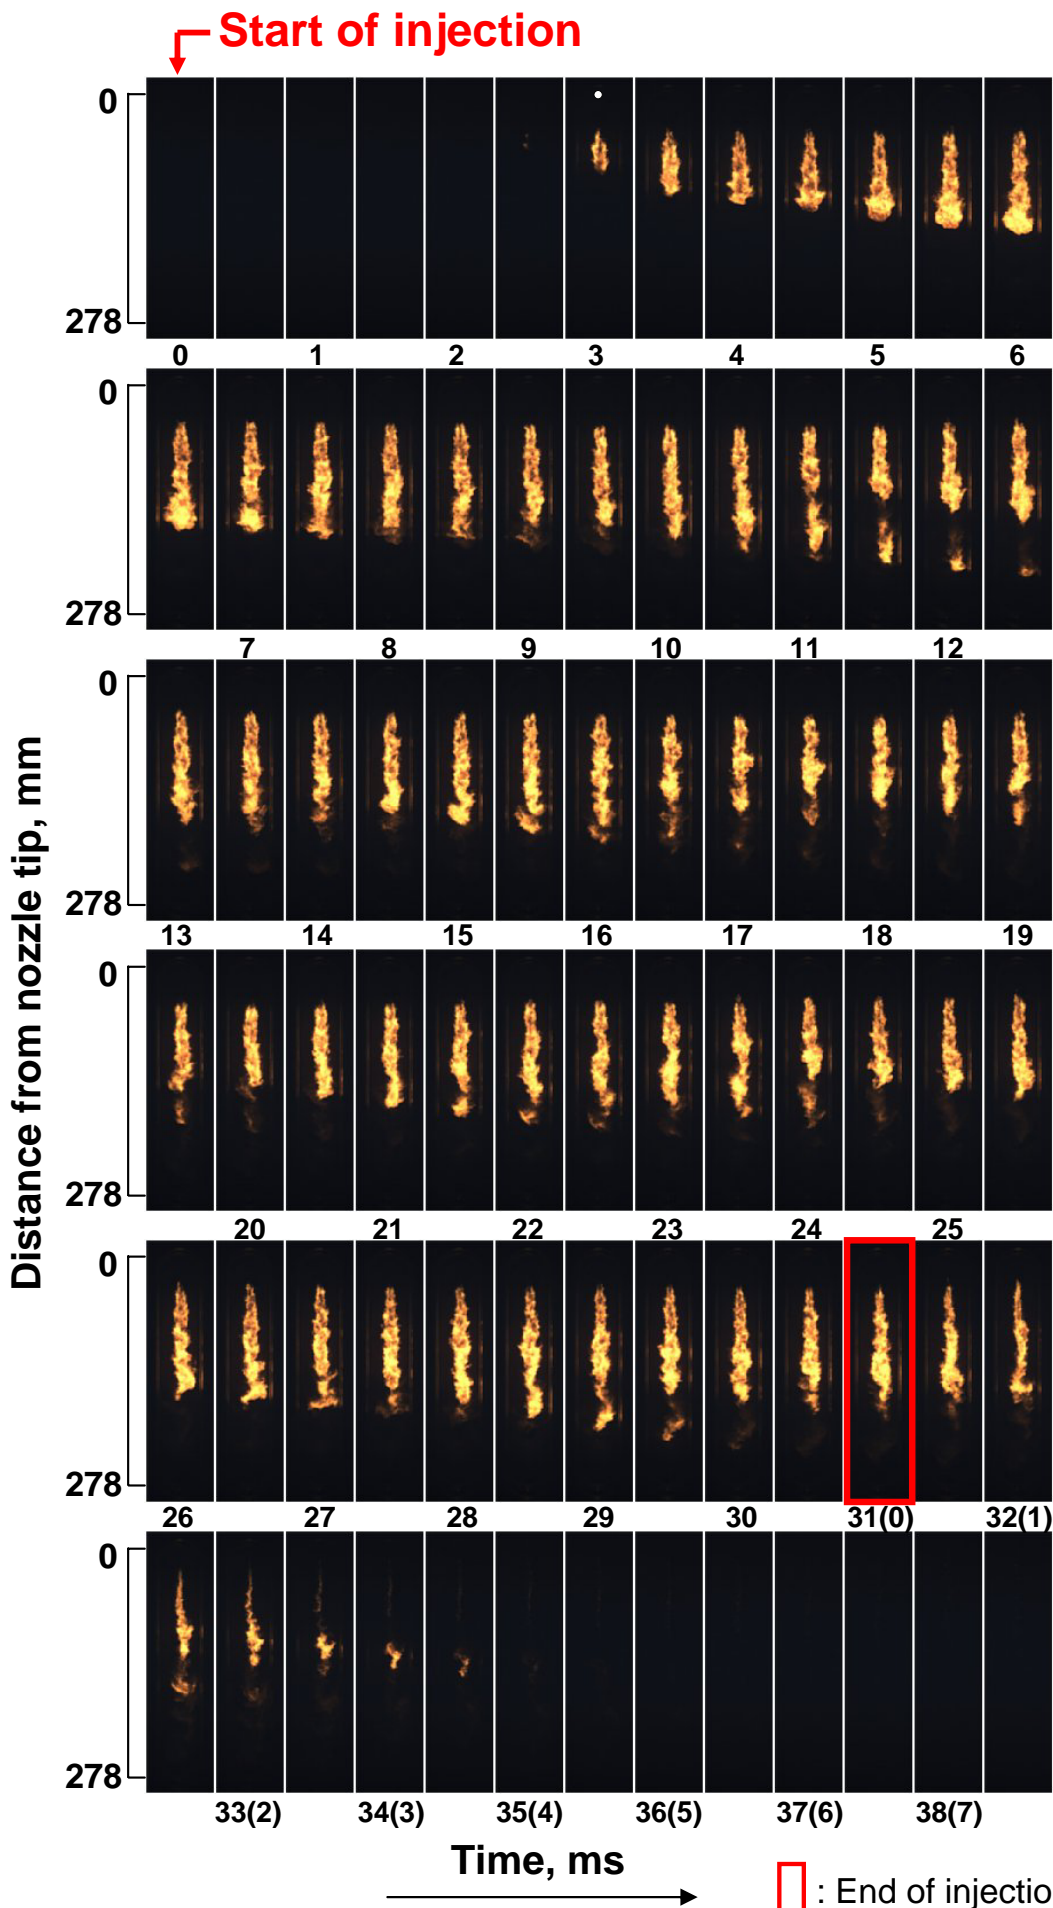 Start of injection
0
278
0 1 2 3 4 5 6
0
278
7 8 9 10 11 12
0
278
13 14 15 16 17 18 19
0
278
20 21 22 23 24 25
0
278
26 27 28 29 30 31(0) 32(1)
0
278
33(2) 34(3) 35(4) 36(5) 37(6) 38(7)
Distance from nozzle tip, mm
Time, ms
: End of injectio